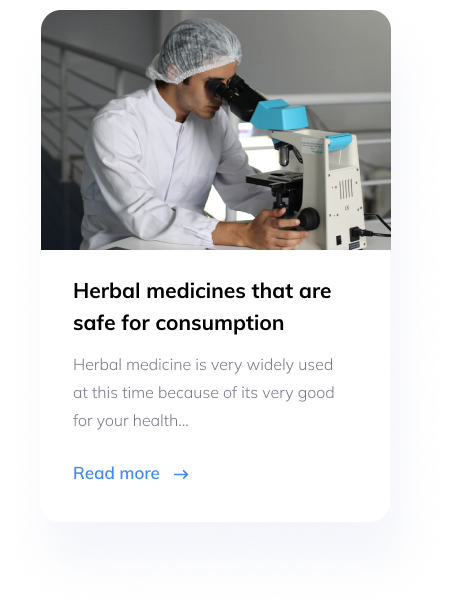 Herbal medicines that are
safe for consumption
Herbal medicine is very widely used
at this time because of its very good
for your health...
Read more →